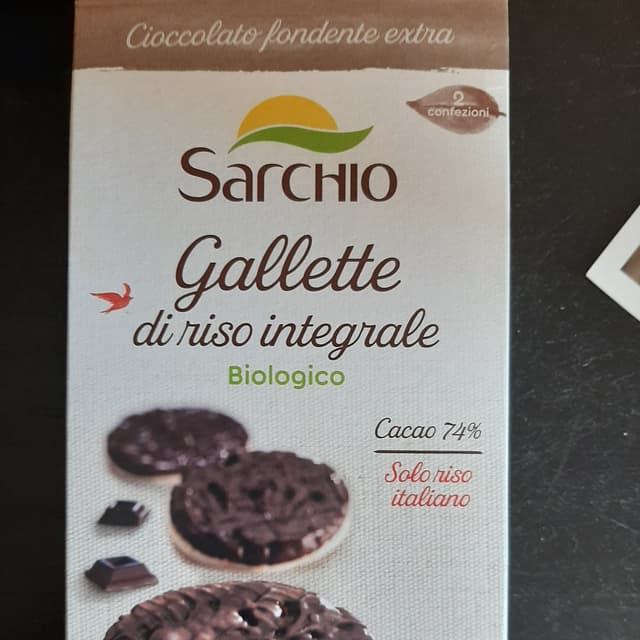 Cioccolato fondente extra
2
confezioni
Sarchio
Gallette
di riso integrale
Biologico
Cacao 74%
Solo riso
italiano